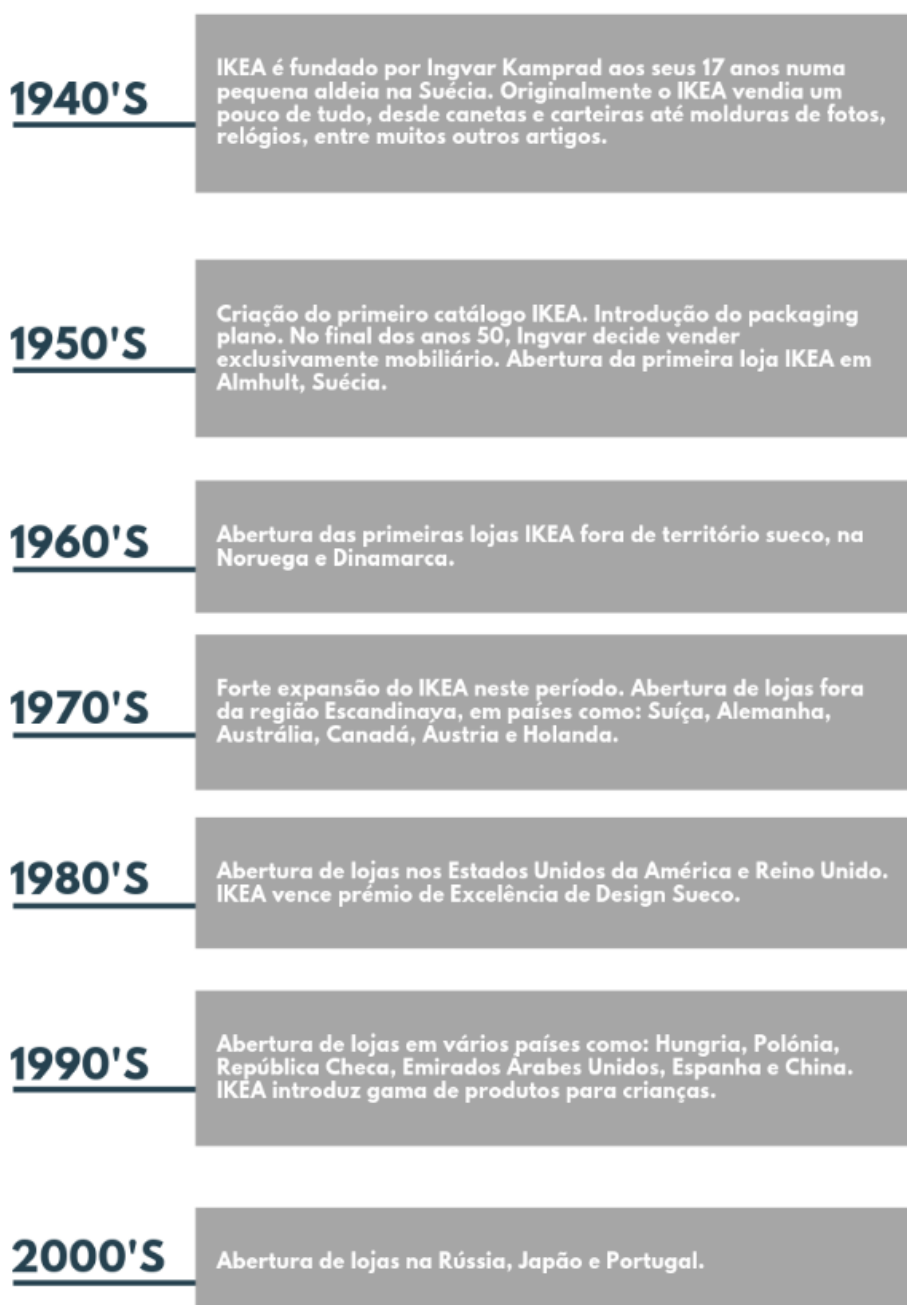 1940'S
IKEA é fundado por Ingvar Kamprad aos seus 17 anos numa
pequena aldeia na Suécia. Originalmente o IKEA vendia um
pouco de tudo, desde canetas e carteiras até molduras de fotos,
relógios, entre muitos outros artigos.
1950'S
Criação do primeiro catálogo IKEA. Introdução do packaging
plano. No final dos anos 50, Ingvar decide vender
exclusivamente mobiliário. Abertura da primeira loja IKEA em
Almhult, Suécia.
1960'S
Abertura das primeiras lojas IKEA fora de território sueco, na
Noruega e Dinamarca.
1970'S
Forte expansão do IKEA neste período. Abertura de lojas fora
da região Escandinava, em países como: Suíça, Alemanha,
Austrália, Canadá, Áustria e Holanda.
1980'S
Abertura de lojas nos Estados Unidos da América e Reino Unido.
IKEA vence prémio de Excelência de Design Sueco.
1990'S
Abertura de lojas em vários países como: Hungria, Polónia,
República Checa, Emirados Árabes Unidos, Espanha e China.
IKEA introduz gama de produtos para crianças.
2000'S
Abertura de lojas na Rússia, Japão e Portugal.